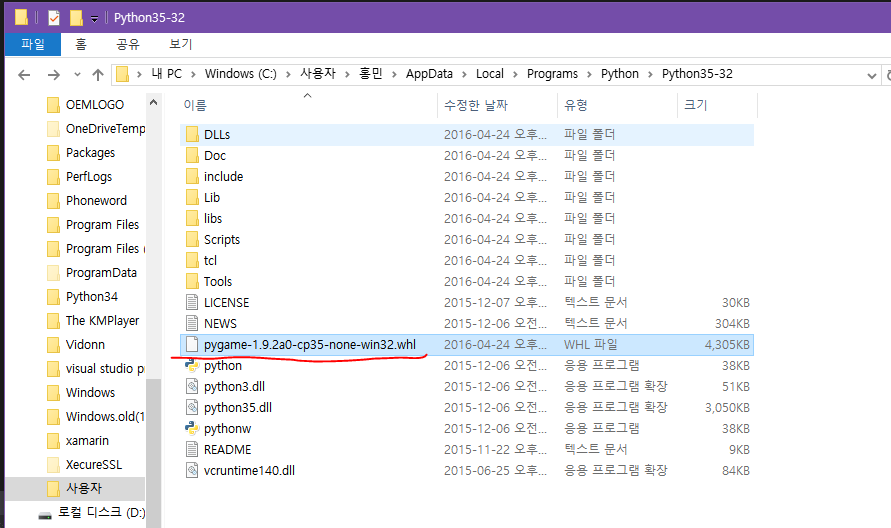 Python35-32
파일 홈 공유 보기
내 PC > Windows (C:) > 사용자 > 홍민 > AppData > Local > Programs > Python > Python35-32
OEMLOGO
OneDriveTemp
Packages
PerfLogs
Phoneword
Program Files
Program Files (
ProgramData
Python34
The KMPlayer
Vidonn
visual studio pr
Windows
Windows.old(1
xamarin
XecureSSL
사용자
로컬 디스크 (D:)
이름 수정한 날짜 유형 크기
DLLs 2016-04-24 오후... 파일 폴더
Doc 2016-04-24 오후... 파일 폴더
include 2016-04-24 오후... 파일 폴더
Lib 2016-04-24 오후... 파일 폴더
libs 2016-04-24 오후... 파일 폴더
Scripts 2016-04-24 오후... 파일 폴더
tcl 2016-04-24 오후... 파일 폴더
Tools 2016-04-24 오후... 파일 폴더
LICENSE 2015-12-07 오후... 텍스트 문서 30KB
NEWS 2015-12-06 오전... 텍스트 문서 304KB
pygame-1.9.2a0-cp35-none-win32.whl 2016-04-24 오후... WHL 파일 4,305KB
python 2015-12-06 오전... 응용 프로그램 38KB
python3.dll 2015-12-06 오전... 응용 프로그램 확장 51KB
python35.dll 2015-12-06 오전... 응용 프로그램 확장 3,050KB
pythonw 2015-12-06 오전... 응용 프로그램 38KB
README 2015-11-22 오후... 텍스트 문서 9KB
vcruntime140.dll 2015-06-25 오후... 응용 프로그램 확장 84KB